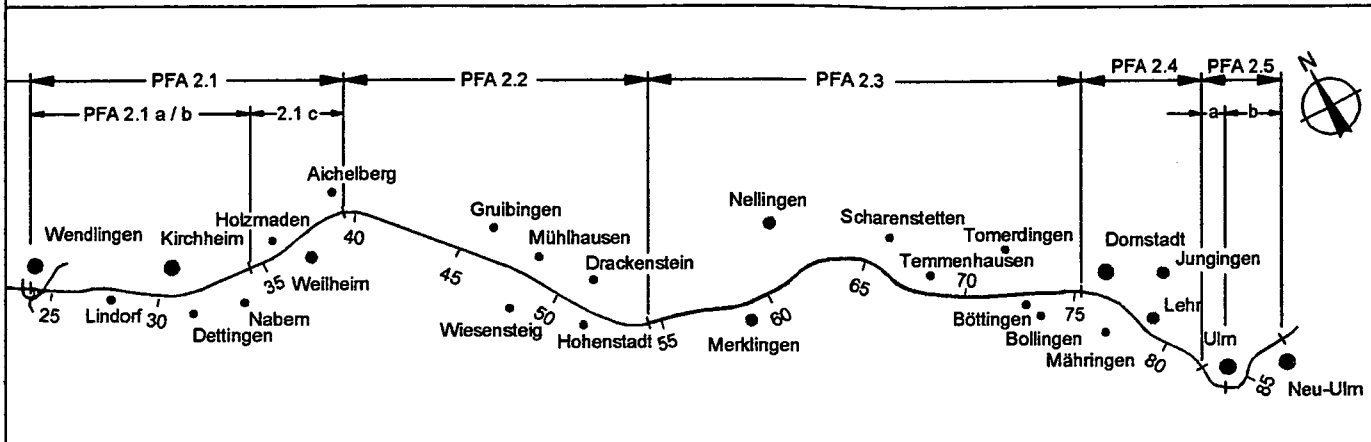 PFA 2.1
PFA 2.2
PFA 2.3
PFA 2.4
PFA 2.5
N
PFA 2.1 a / b
2.1 c
a
b
Aichelberg
Wendlingen
Kirchheim
Holzmaden
Weilheim
Gruibingen
Mühlhausen
Drackenstein
Nellingen
Scharenstetten
Temmenhausen
Tomerdingen
Dornstadt
Jungingen
Lehr
Ulm
Neu-Ulm
25
Lindorf
30
Dettingen
Nabern
35
40
45
Wiesensteig
50
Hohenstadt
55
Merklingen
60
65
70
Böttingen
Bollingen
75
Mähringen
80
85